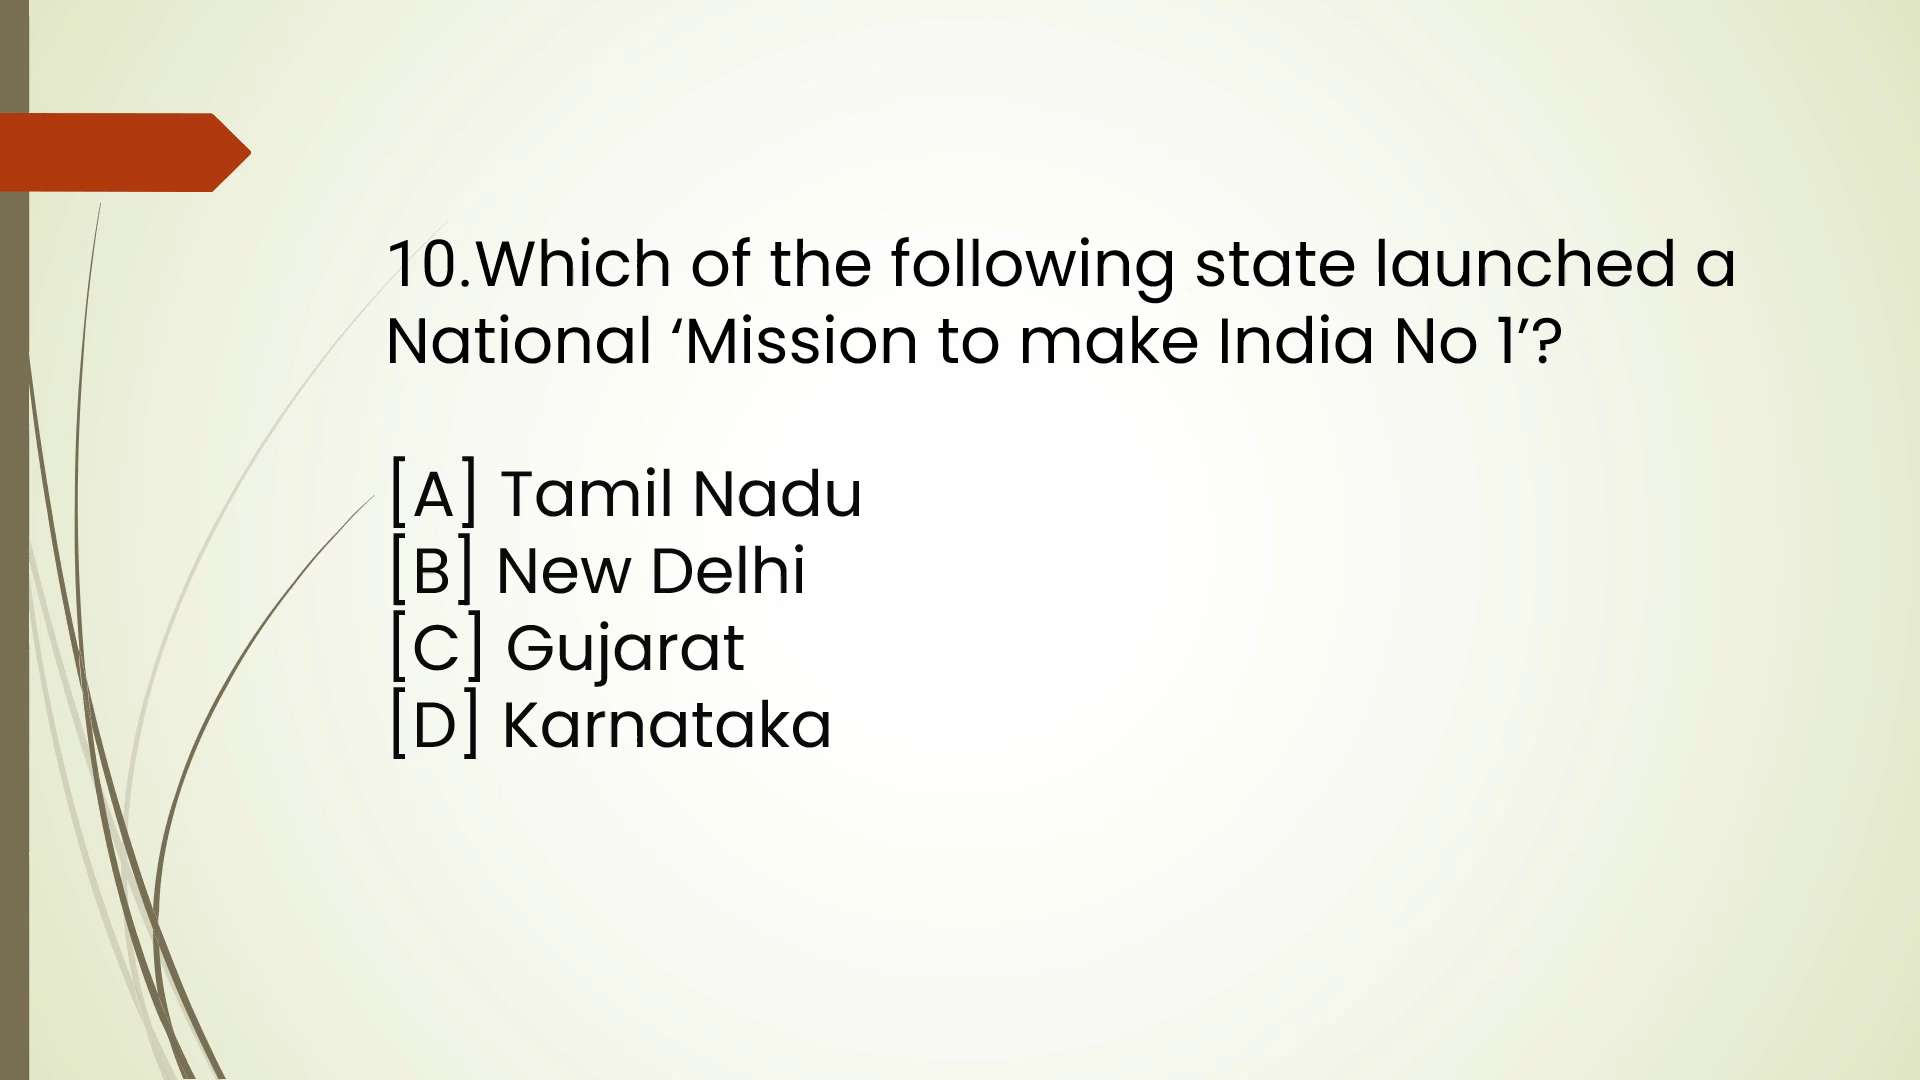 10.Which of the following state launched a
National ‘Mission to make India No 1’?
[A] Tamil Nadu
[B] New Delhi
[C] Gujarat
[D] Karnataka